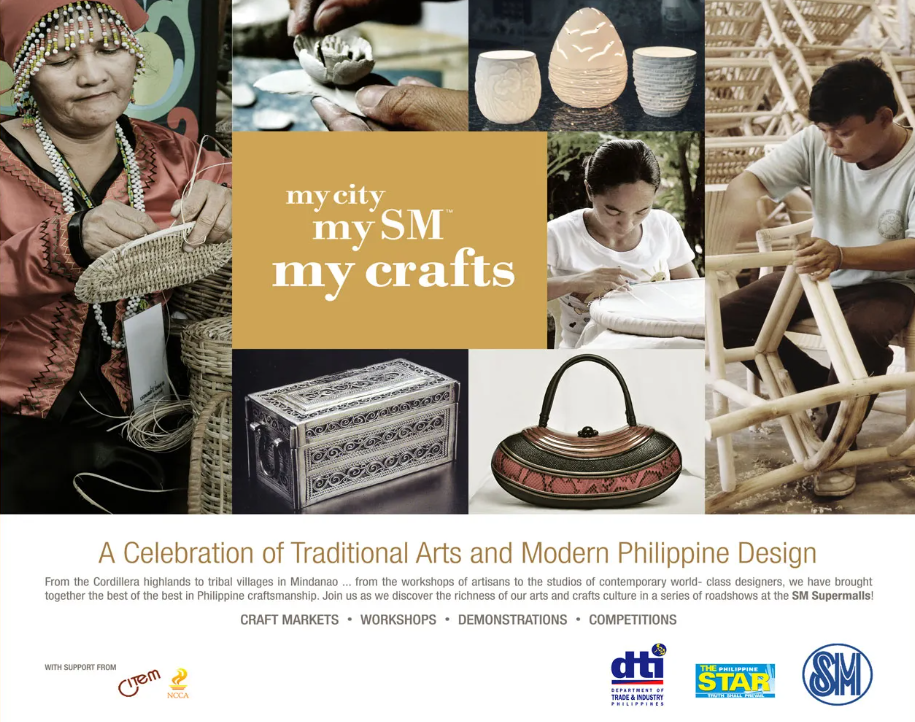 my city
my SM™
my crafts
A Celebration of Traditional Arts and Modern Philippine Design
From the Cordillera highlands to tribal villages in Mindanao ... from the workshops of artisans to the studios of contemporary world- class designers, we have brought
together the best of the best in Philippine craftsmanship. Join us as we discover the richness of our arts and crafts culture in a series of roadshows at the SM Supermalls!
CRAFT MARKETS • WORKSHOPS • DEMONSTRATIONS • COMPETITIONS
WITH SUPPORT FROM
CITEM
NCCA
dti
DEPARTMENT OF
TRADE & INDUSTRY
PHILIPPINES
THE PHILIPPINE
STAR
TRUTH SHALL PREVAIL
SM